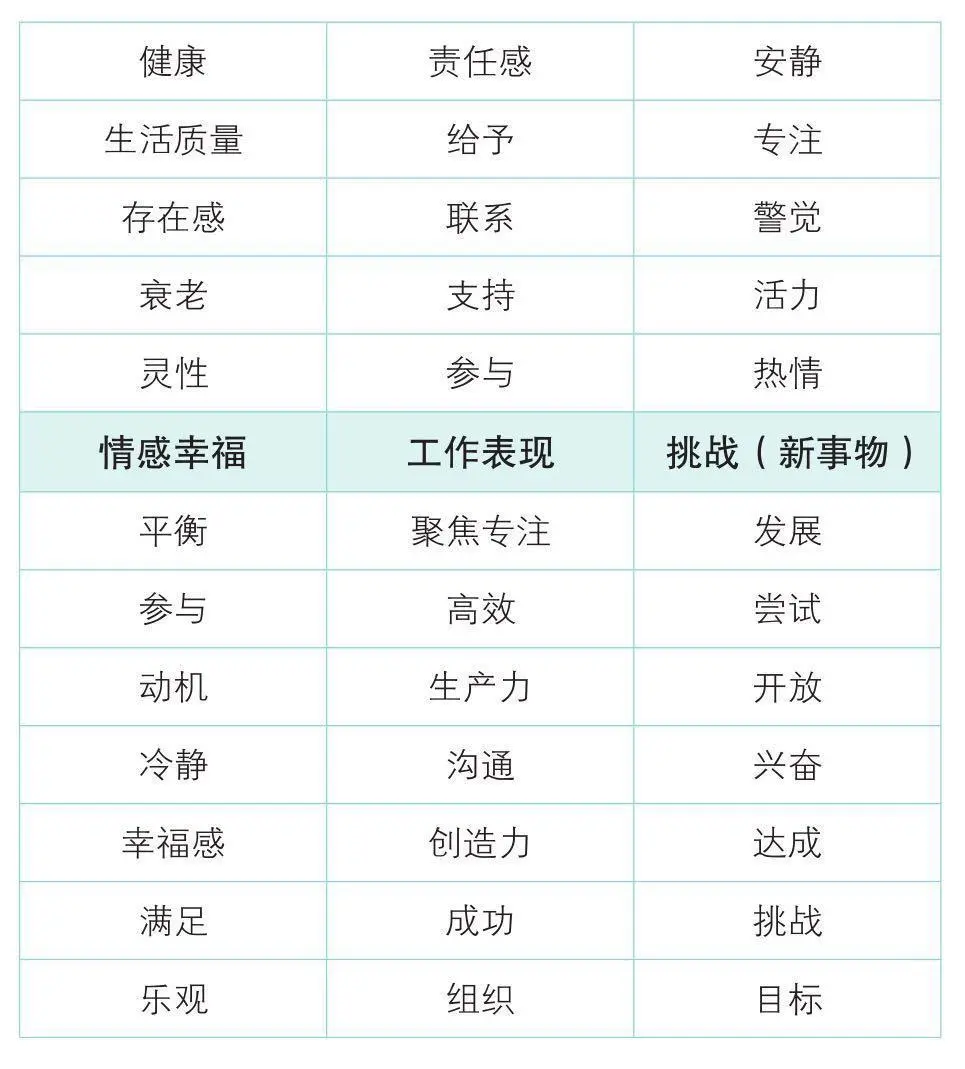 健康 责任感 安静
生活质量 给予 专注
存在感 联系 警觉
衰老 支持 活力
灵性 参与 热情
情感幸福 工作表现 挑战（新事物）
平衡 聚焦专注 发展
参与 高效 尝试
动机 生产力 开放
冷静 沟通 兴奋
幸福感 创造力 达成
满足 成功 挑战
乐观 组织 目标